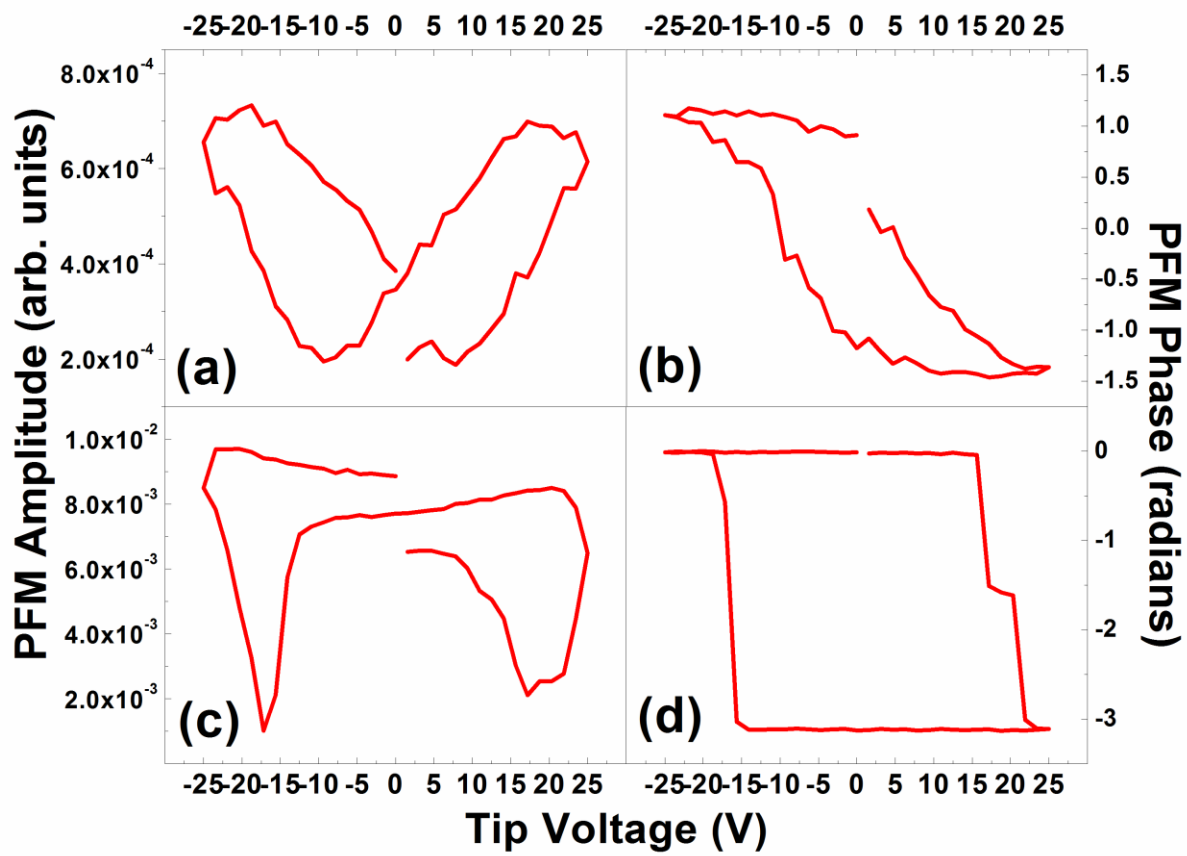 -25 -20 -15 -10 -5 0 5 10 15 20 25 -25 -20 -15 -10 -5 0 5 10 15 20 25
PFM Amplitude (arb. units)
8.0x10⁻⁴
6.0x10⁻⁴
4.0x10⁻⁴
2.0x10⁻⁴
(a)
1.5
1.0
0.5
0.0
-0.5
-1.0
-1.5
(b)
PFM Phase (radians)
1.0x10⁻²
8.0x10⁻³
6.0x10⁻³
4.0x10⁻³
2.0x10⁻³
(c)
0
-1
-2
-3
(d)
-25 -20 -15 -10 -5 0 5 10 15 20 25 -25 -20 -15 -10 -5 0 5 10 15 20 25
Tip Voltage (V)